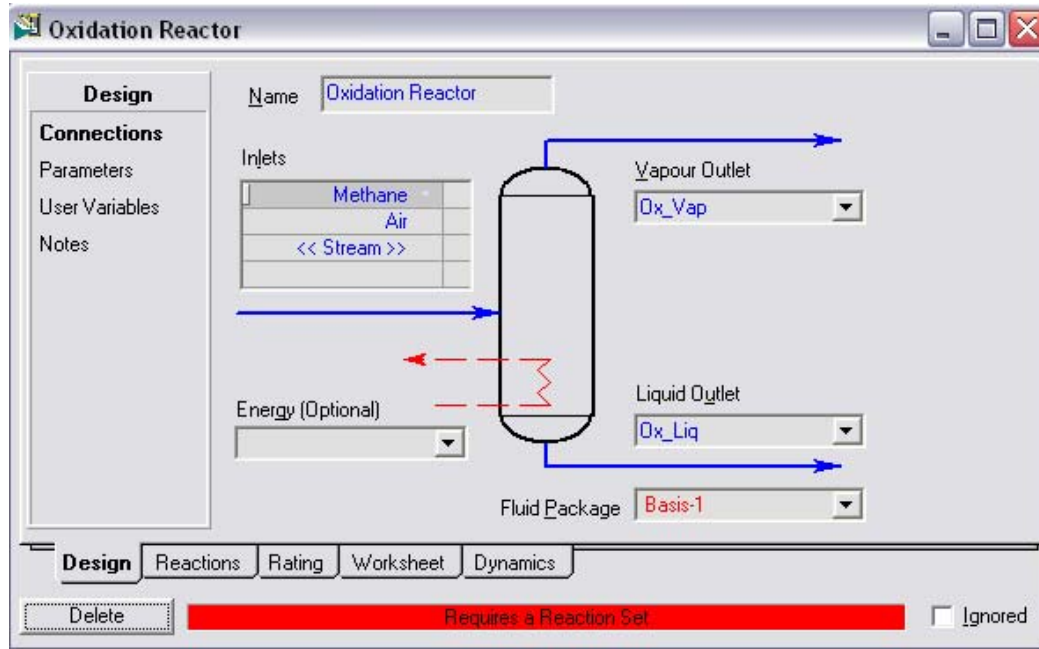 Oxidation Reactor
Design
Connections
Parameters
User Variables
Notes
Name Oxidation Reactor
Inlets
Methane
Air
<< Stream >>
Energy (Optional)
Vapour Outlet
Ox_Vap
Liquid Outlet
Ox_Liq
Fluid Package Basis-1
Design Reactions Rating Worksheet Dynamics
Delete Requires a Reaction Set Ignored